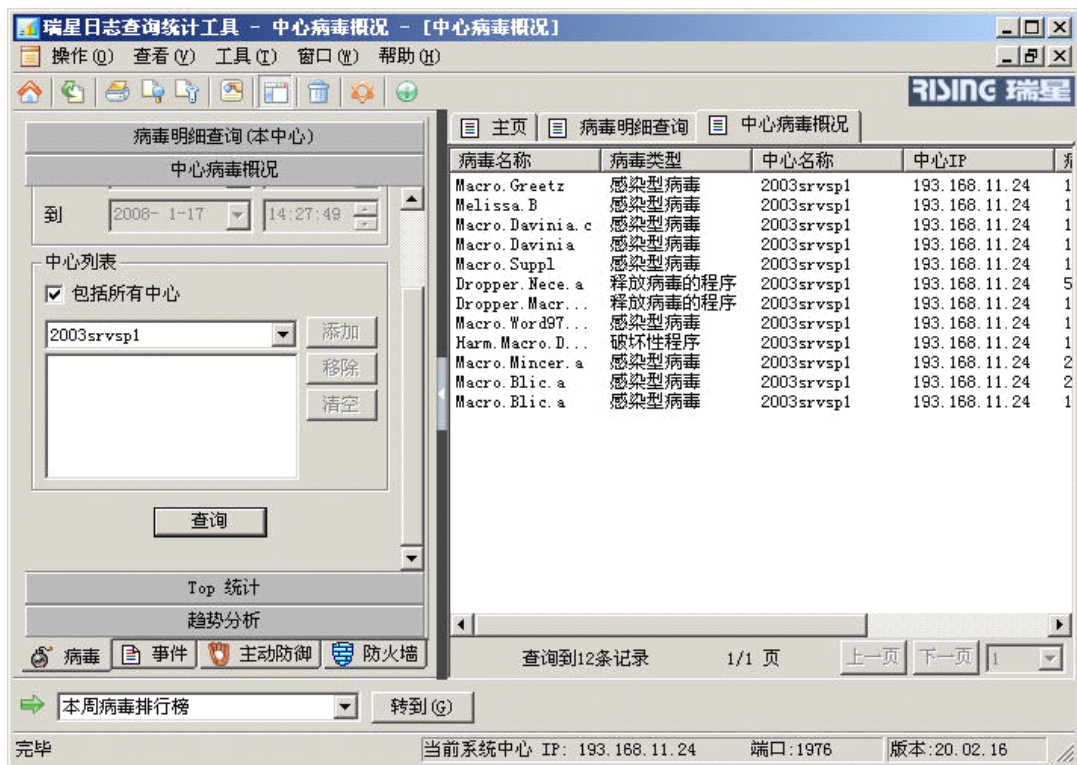 瑞星日志查询统计工具 - 中心病毒概况 - [中心病毒概况]
操作(O) 查看(V) 工具(T) 窗口(W) 帮助(H)
RISING 瑞星
病毒明细查询(本中心)
中心病毒概况
到 2008- 1-17 14:27:49
中心列表
包括所有中心
2003srvsp1 添加
移除
清空
查询
Top 统计
趋势分析
病毒 事件 主动防御 防火墙
主页 病毒明细查询 中心病毒概况
病毒名称 病毒类型 中心名称 中心IP
Macro.Greetz 感染型病毒 2003srvsp1 193.168.11.24 1
Melissa.B 感染型病毒 2003srvsp1 193.168.11.24 1
Macro.Davinia.c 感染型病毒 2003srvsp1 193.168.11.24 1
Macro.Davinia 感染型病毒 2003srvsp1 193.168.11.24 1
Macro.Suppl 感染型病毒 2003srvsp1 193.168.11.24 1
Dropper.Nece.a 释放病毒的程序 2003srvsp1 193.168.11.24 5
Dropper.Macr... 释放病毒的程序 2003srvsp1 193.168.11.24 1
Macro.Word97... 感染型病毒 2003srvsp1 193.168.11.24 1
Harm.Macro.D... 破坏性程序 2003srvsp1 193.168.11.24 1
Macro.Mincer.a 感染型病毒 2003srvsp1 193.168.11.24 2
Macro.Blic.a 感染型病毒 2003srvsp1 193.168.11.24 2
Macro.Blic.a 感染型病毒 2003srvsp1 193.168.11.24 1
查询到12条记录 1/1 页 上一页 下一页 1
本周病毒排行榜 转到(G)
完毕 当前系统中心 IP: 193.168.11.24 端口:1976 版本:20.02.16